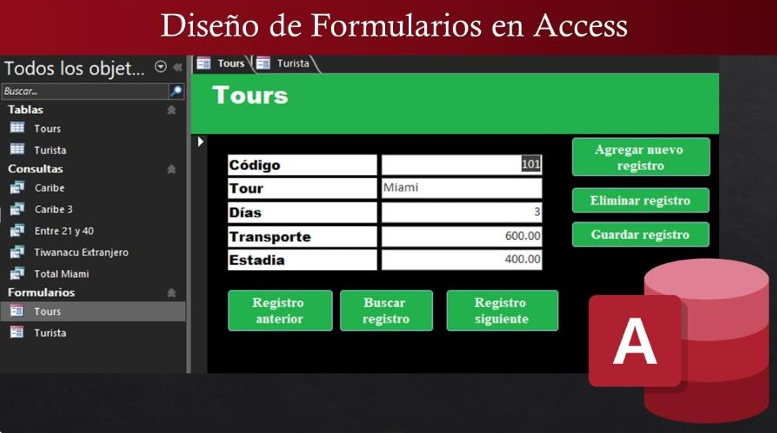 Diseño de Formularios en Access
Todos los objet...
Buscar...
Tablas
Tours
Turista
Consultas
Caribe
Caribe 3
Entre 21 y 40
Tiwanacu Extranjero
Total Miami
Formularios
Tours
Turista
Tours
Turista
Tours
Código
101
Tour
Miami
Días
3
Transporte
600.00
Estadia
400.00
Agregar nuevo
registro
Eliminar registro
Guardar registro
Registro
anterior
Buscar
registro
Registro
siguiente
A